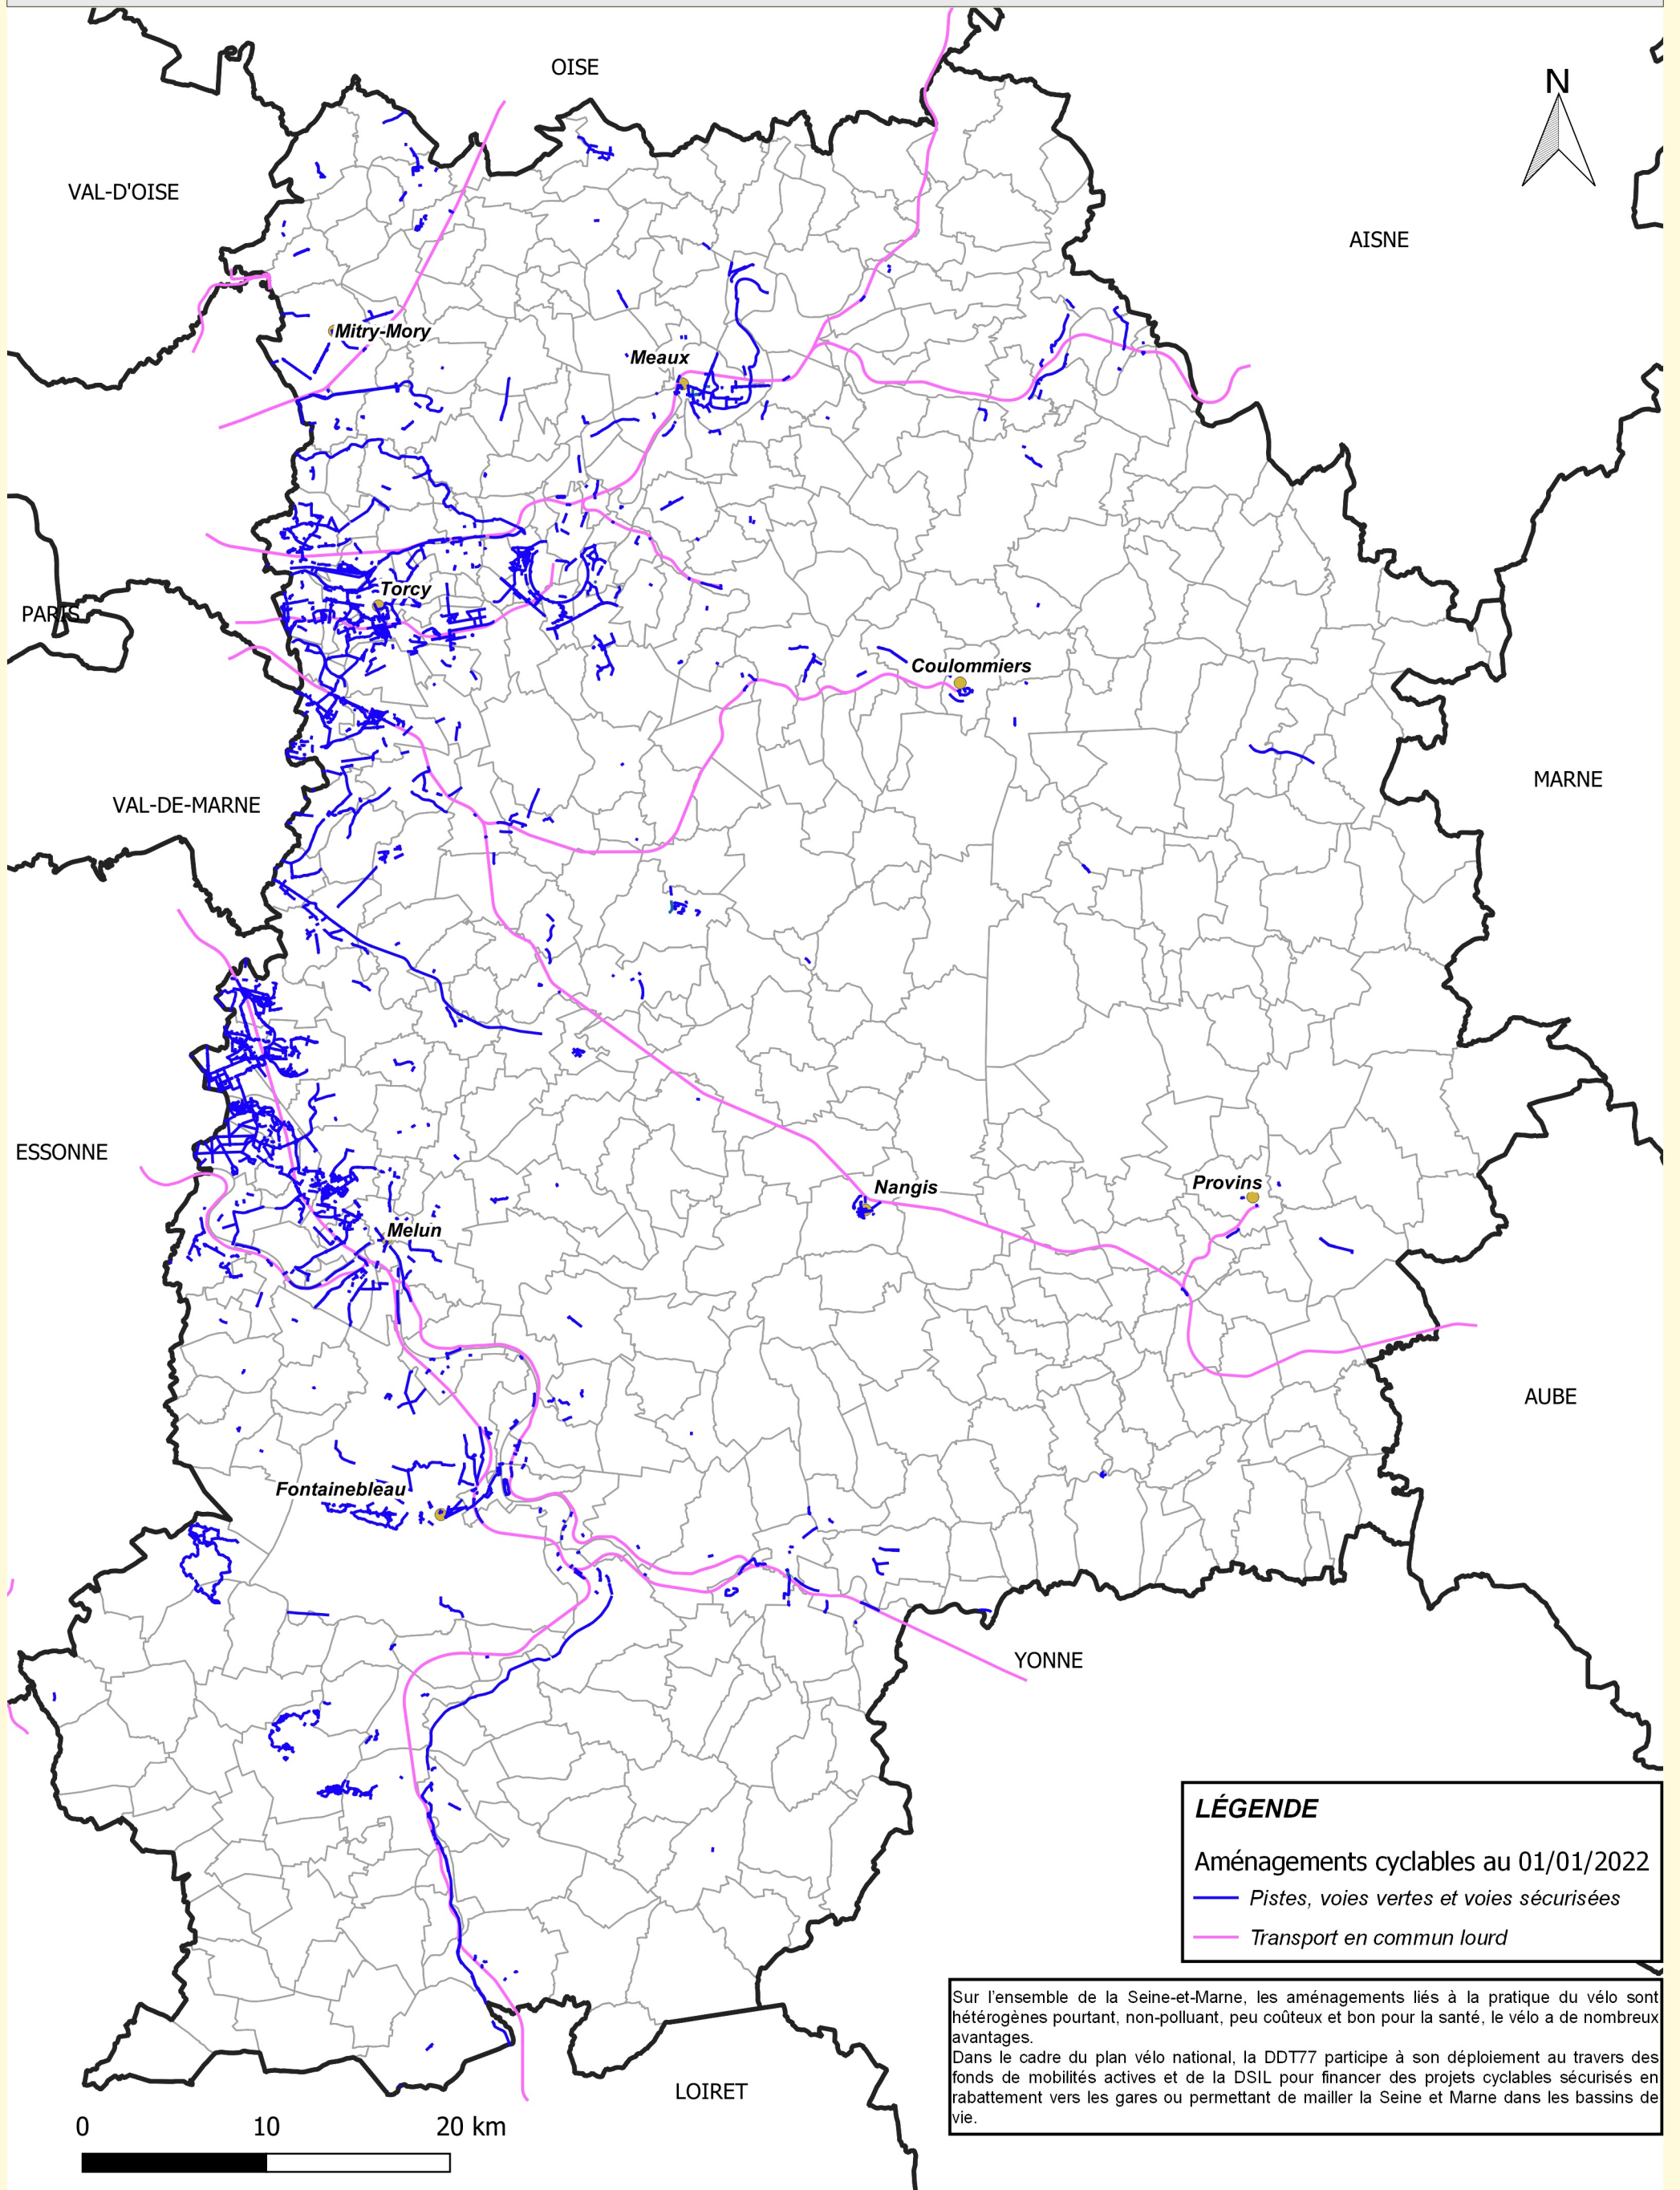 OISE
N
VAL-D'OISE
AISNE
Mitry-Mory
Meaux
Torcy
PARIS
Coulommiers
MARNE
VAL-DE-MARNE
ESSONNE
Nangis
Provins
Melun
AUBE
Fontainebleau
YONNE
LÉGENDE
Aménagements cyclables au 01/01/2022
Pistes, voies vertes et voies sécurisées
Transport en commun lourd
Sur l'ensemble de la Seine-et-Marne, les aménagements liés à la pratique du vélo sont
hétérogènes pourtant, non-polluant, peu coûteux et bon pour la santé, le vélo a de nombreux
avantages.
Dans le cadre du plan vélo national, la DDT77 participe à son déploiement au travers des
fonds de mobilités actives et de la DSIL pour financer des projets cyclables sécurisés en
rabattement vers les gares ou permettant de mailler la Seine et Marne dans les bassins de
vie.
LOIRET
0 10 20 km